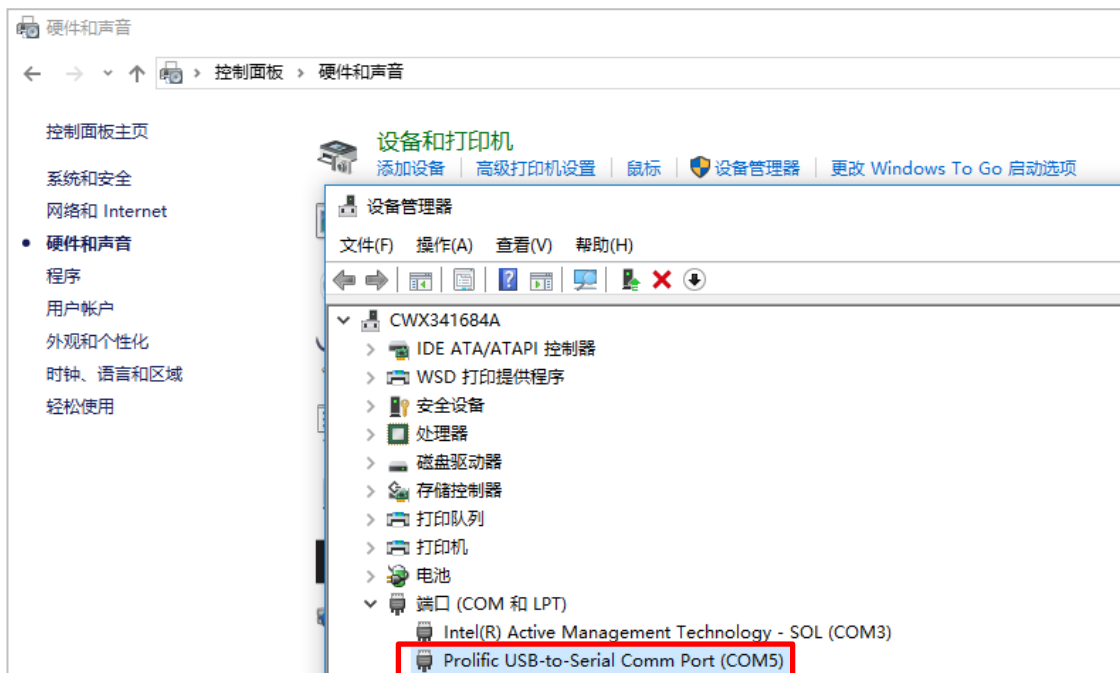 硬件和声音
控制面板 > 硬件和声音
控制面板主页
系统和安全
网络和 Internet
硬件和声音
程序
用户帐户
外观和个性化
时钟、语言和区域
轻松使用
设备和打印机
添加设备 | 高级打印机设置 | 鼠标 | 设备管理器 | 更改 Windows To Go 启动选项
设备管理器
文件(F) 操作(A) 查看(V) 帮助(H)
CWX341684A
IDE ATA/ATAPI 控制器
WSD 打印提供程序
安全设备
处理器
磁盘驱动器
存储控制器
打印队列
打印机
电池
端口 (COM 和 LPT)
Intel(R) Active Management Technology - SOL (COM3)
Prolific USB-to-Serial Comm Port (COM5)